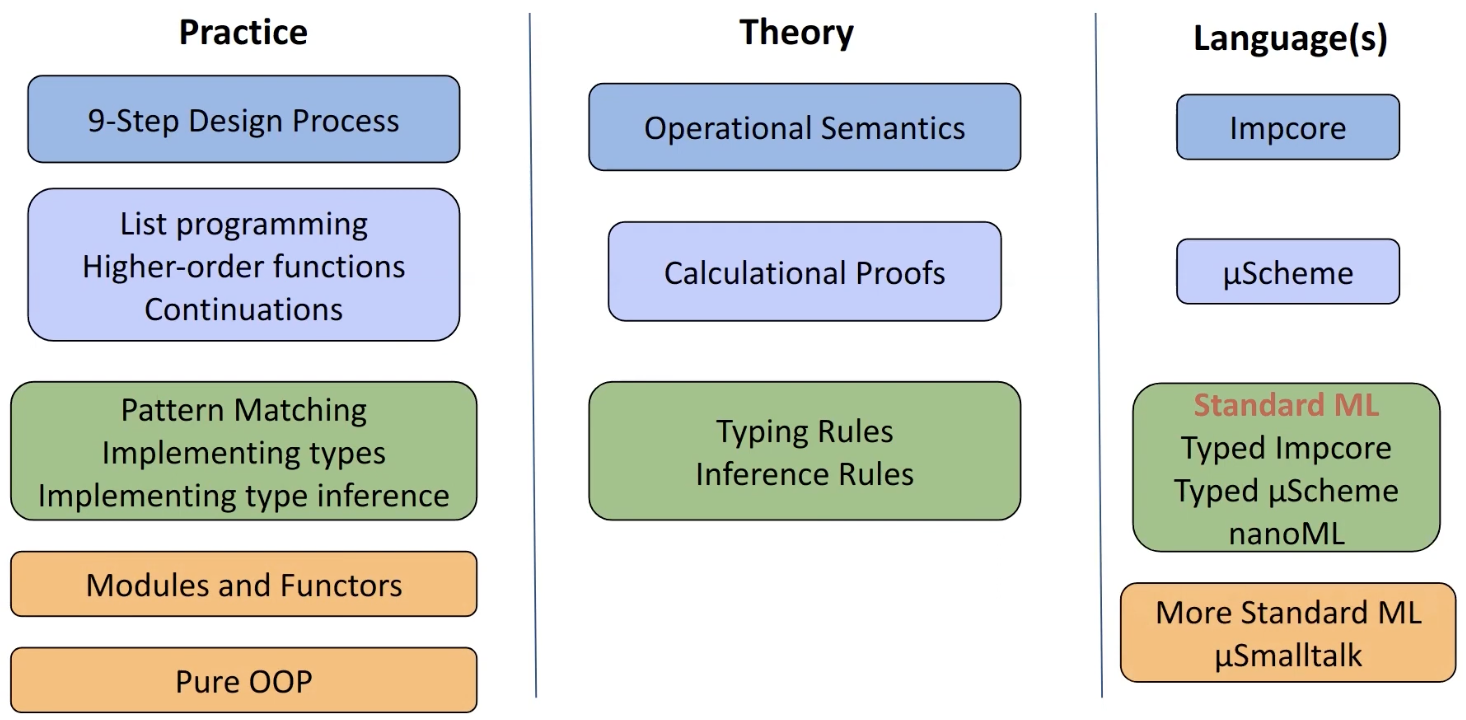 Practice
9-Step Design Process
List programming
Higher-order functions
Continuations
Pattern Matching
Implementing types
Implementing type inference
Modules and Functors
Pure OOP
Theory
Operational Semantics
Calculational Proofs
Typing Rules
Inference Rules
Language(s)
Impcore
µScheme
Standard ML
Typed Impcore
Typed µScheme
nanoML
More Standard ML
µSmalltalk